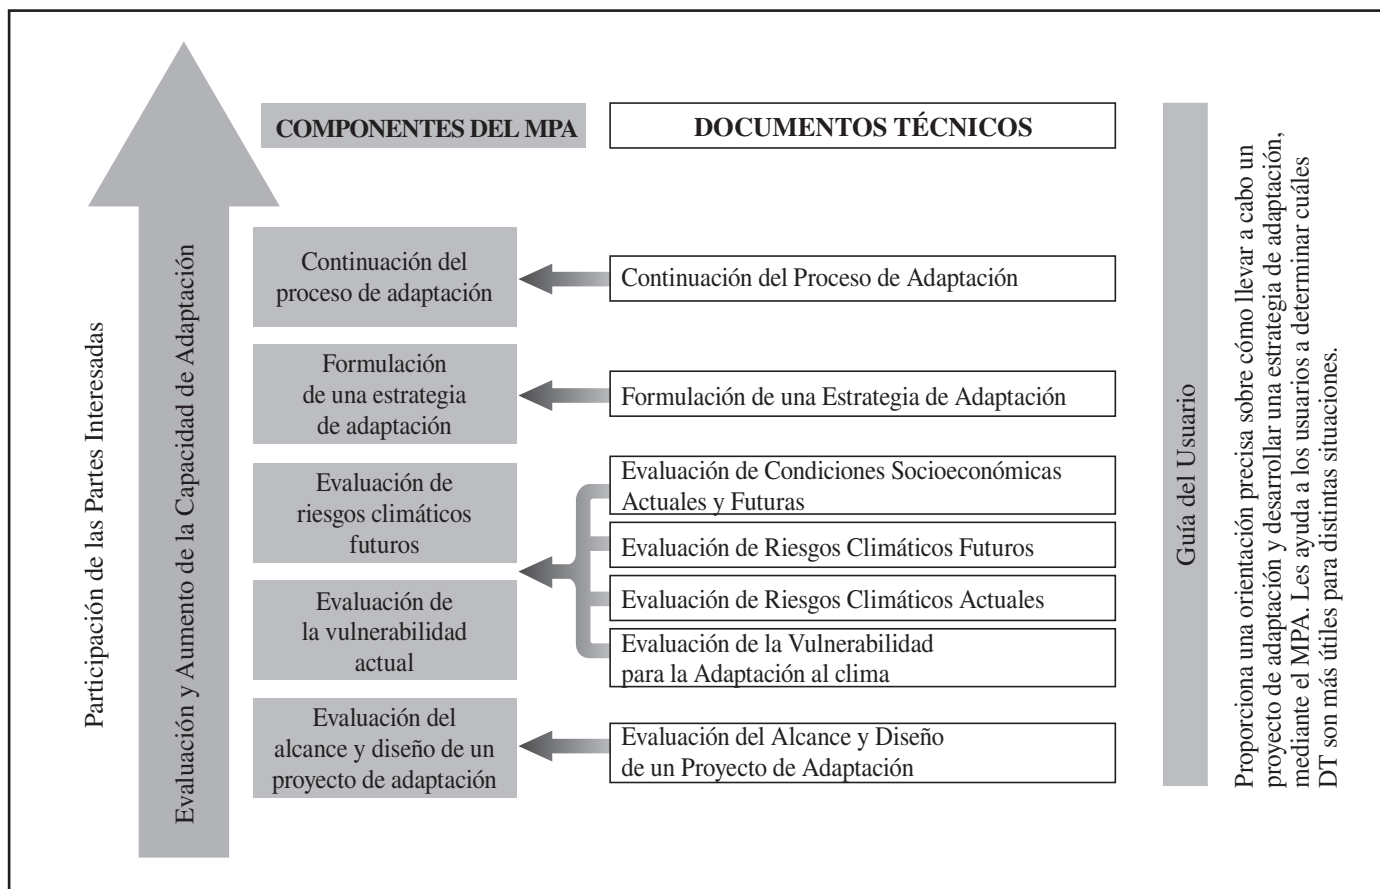 Participación de las Partes Interesadas
Evaluación y Aumento de la Capacidad de Adaptación
COMPONENTES DEL MPA
DOCUMENTOS TÉCNICOS
Continuación del
proceso de adaptación
Continuación del Proceso de Adaptación
Formulación
de una estrategia
de adaptación
Formulación de una Estrategia de Adaptación
Evaluación de
riesgos climáticos
futuros
Evaluación de
la vulnerabilidad
actual
Evaluación de Condiciones Socioeconómicas
Actuales y Futuras
Evaluación de Riesgos Climáticos Futuros
Evaluación de Riesgos Climáticos Actuales
Evaluación de la Vulnerabilidad
para la Adaptación al clima
Evaluación del
alcance y diseño de un
proyecto de adaptación
Evaluación del Alcance y Diseño
de un Proyecto de Adaptación
Guía del Usuario
Proporciona una orientación precisa sobre cómo llevar a cabo un
proyecto de adaptación y desarrollar una estrategia de adaptación,
mediante el MPA. Les ayuda a los usuarios a determinar cuáles
DT son más útiles para distintas situaciones.